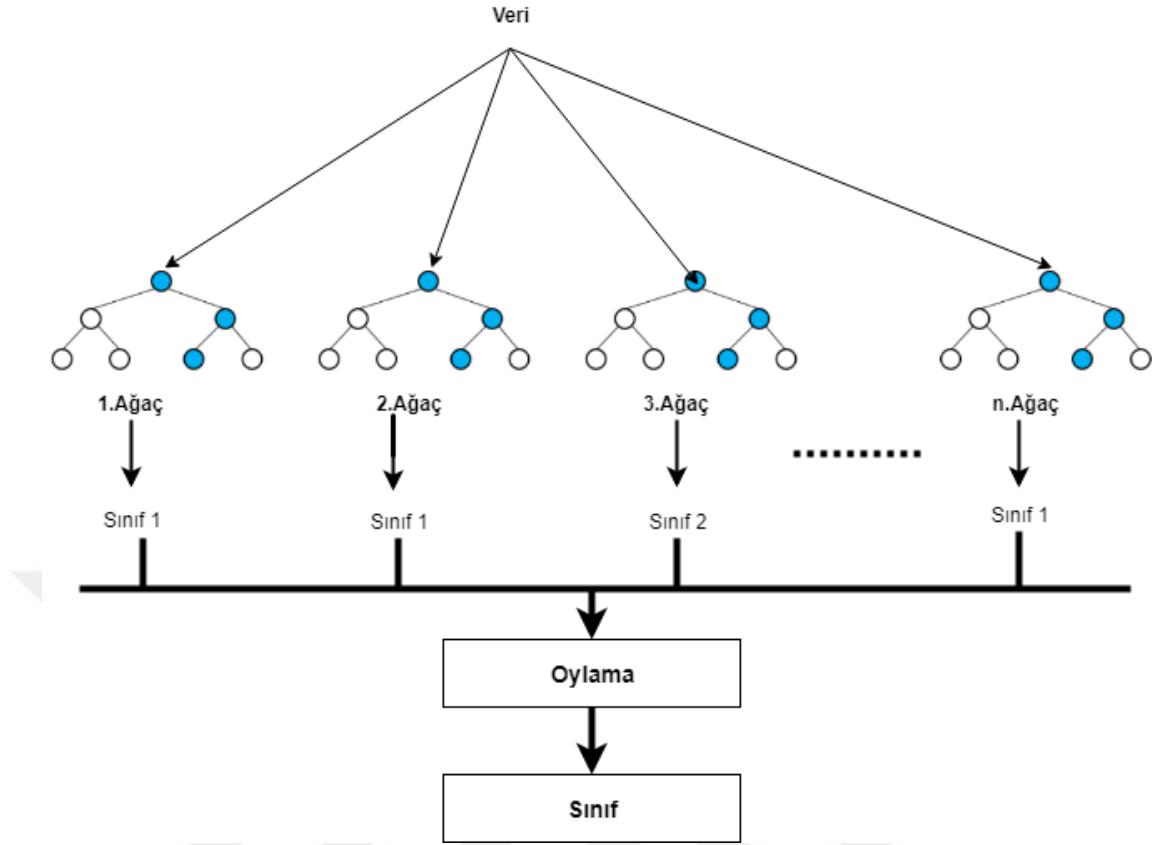 Veri
1.Ağaç
2.Ağaç
3.Ağaç
n.Ağaç
Sınıf 1
Sınıf 1
Sınıf 2
Sınıf 1
Oylama
Sınıf